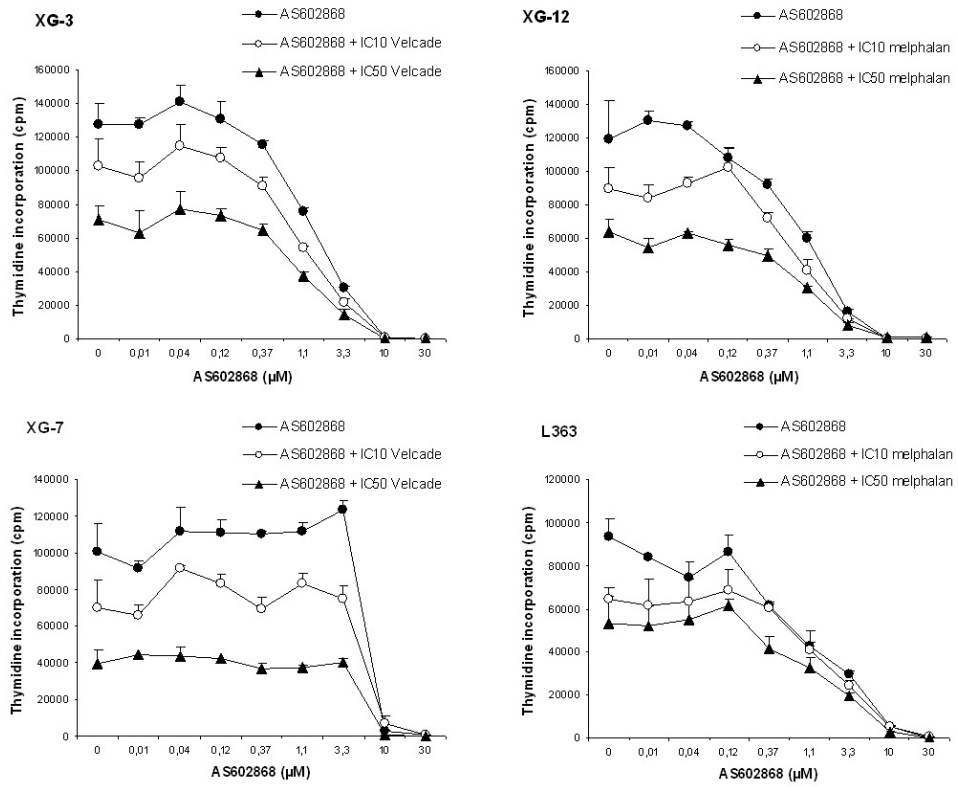 XG-3
AS602868
AS602868 + IC10 Velcade
AS602868 + IC50 Velcade
Thymidine incorporation (cpm)
160000
140000
120000
100000
80000
60000
40000
20000
0
0 0,01 0,04 0,12 0,37 1,1 3,3 10 30
AS602868 (µM)
XG-12
AS602868
AS602868 + IC10 melphalan
AS602868 + IC50 melphalan
Thymidine incorporation (cpm)
160000
140000
120000
100000
80000
60000
40000
20000
0
0 0,01 0,04 0,12 0,37 1,1 3,3 10 30
AS602868 (µM)
XG-7
AS602868
AS602868 + IC10 Velcade
AS602868 + IC50 Velcade
Thymidine incorporation (cpm)
140000
120000
100000
80000
60000
40000
20000
0
0 0,01 0,04 0,12 0,37 1,1 3,3 10 30
AS602868 (µM)
L363
AS602868
AS602868 + IC10 melphalan
AS602868 + IC50 melphalan
Thymidine incorporation (cpm)
120000
100000
80000
60000
40000
20000
0
0 0,01 0,04 0,12 0,37 1,1 3,3 10 30
AS602868 (µM)